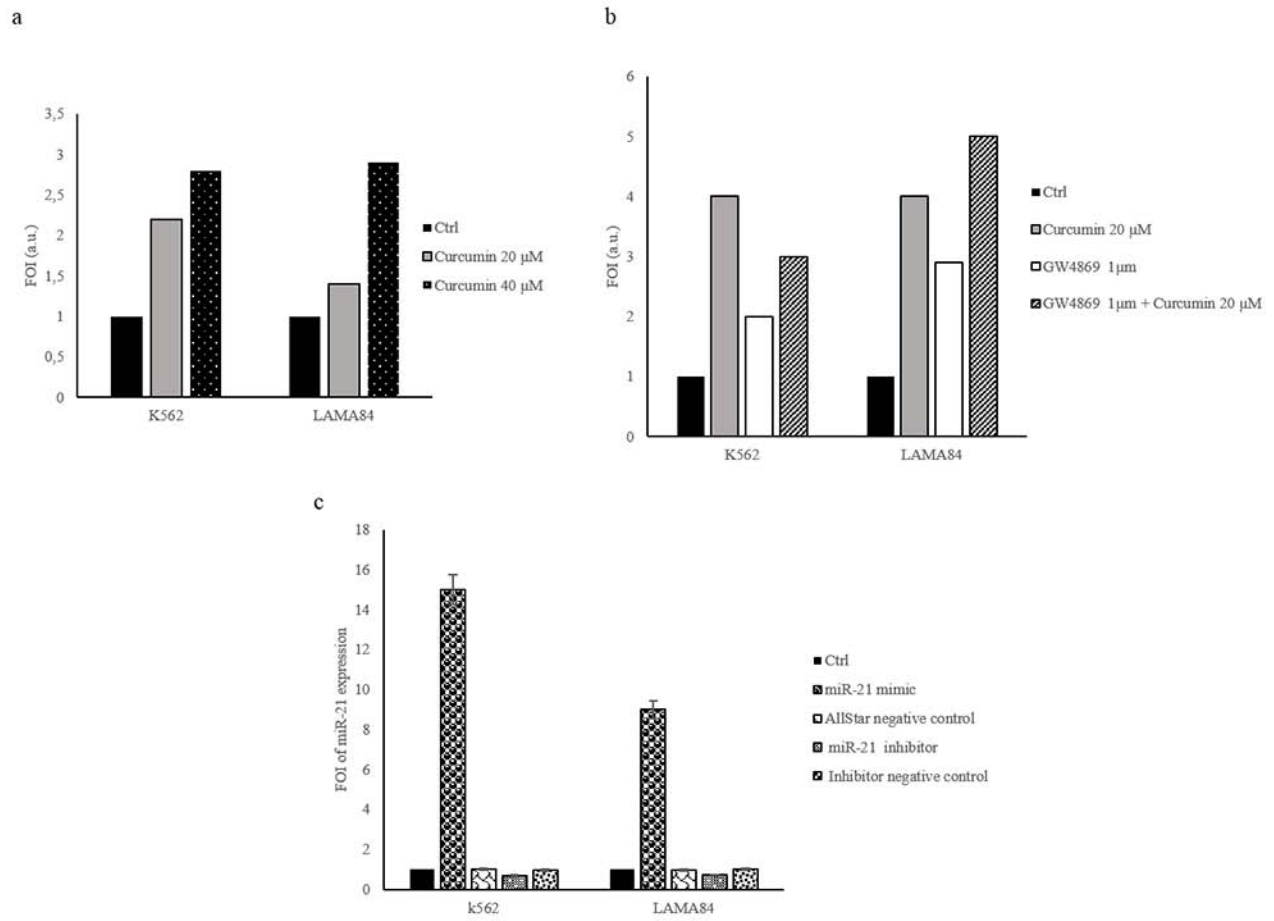 a
3,5
3
2,5
2
1,5
1
0,5
0
FOI (a.u.)
K562
LAMA84
Ctrl
Curcumin 20 μM
Curcumin 40 μM
b
6
5
4
3
2
1
0
FOI (a.u.)
K562
LAMA84
Ctrl
Curcumin 20 μM
GW4869 1μm
GW4869 1μm + Curcumin 20 μM
c
18
16
14
12
10
8
6
4
2
0
FOI of miR-21 expression
k562
LAMA84
Ctrl
miR-21 mimic
AllStar negative control
miR-21 inhibitor
Inhibitor negative control